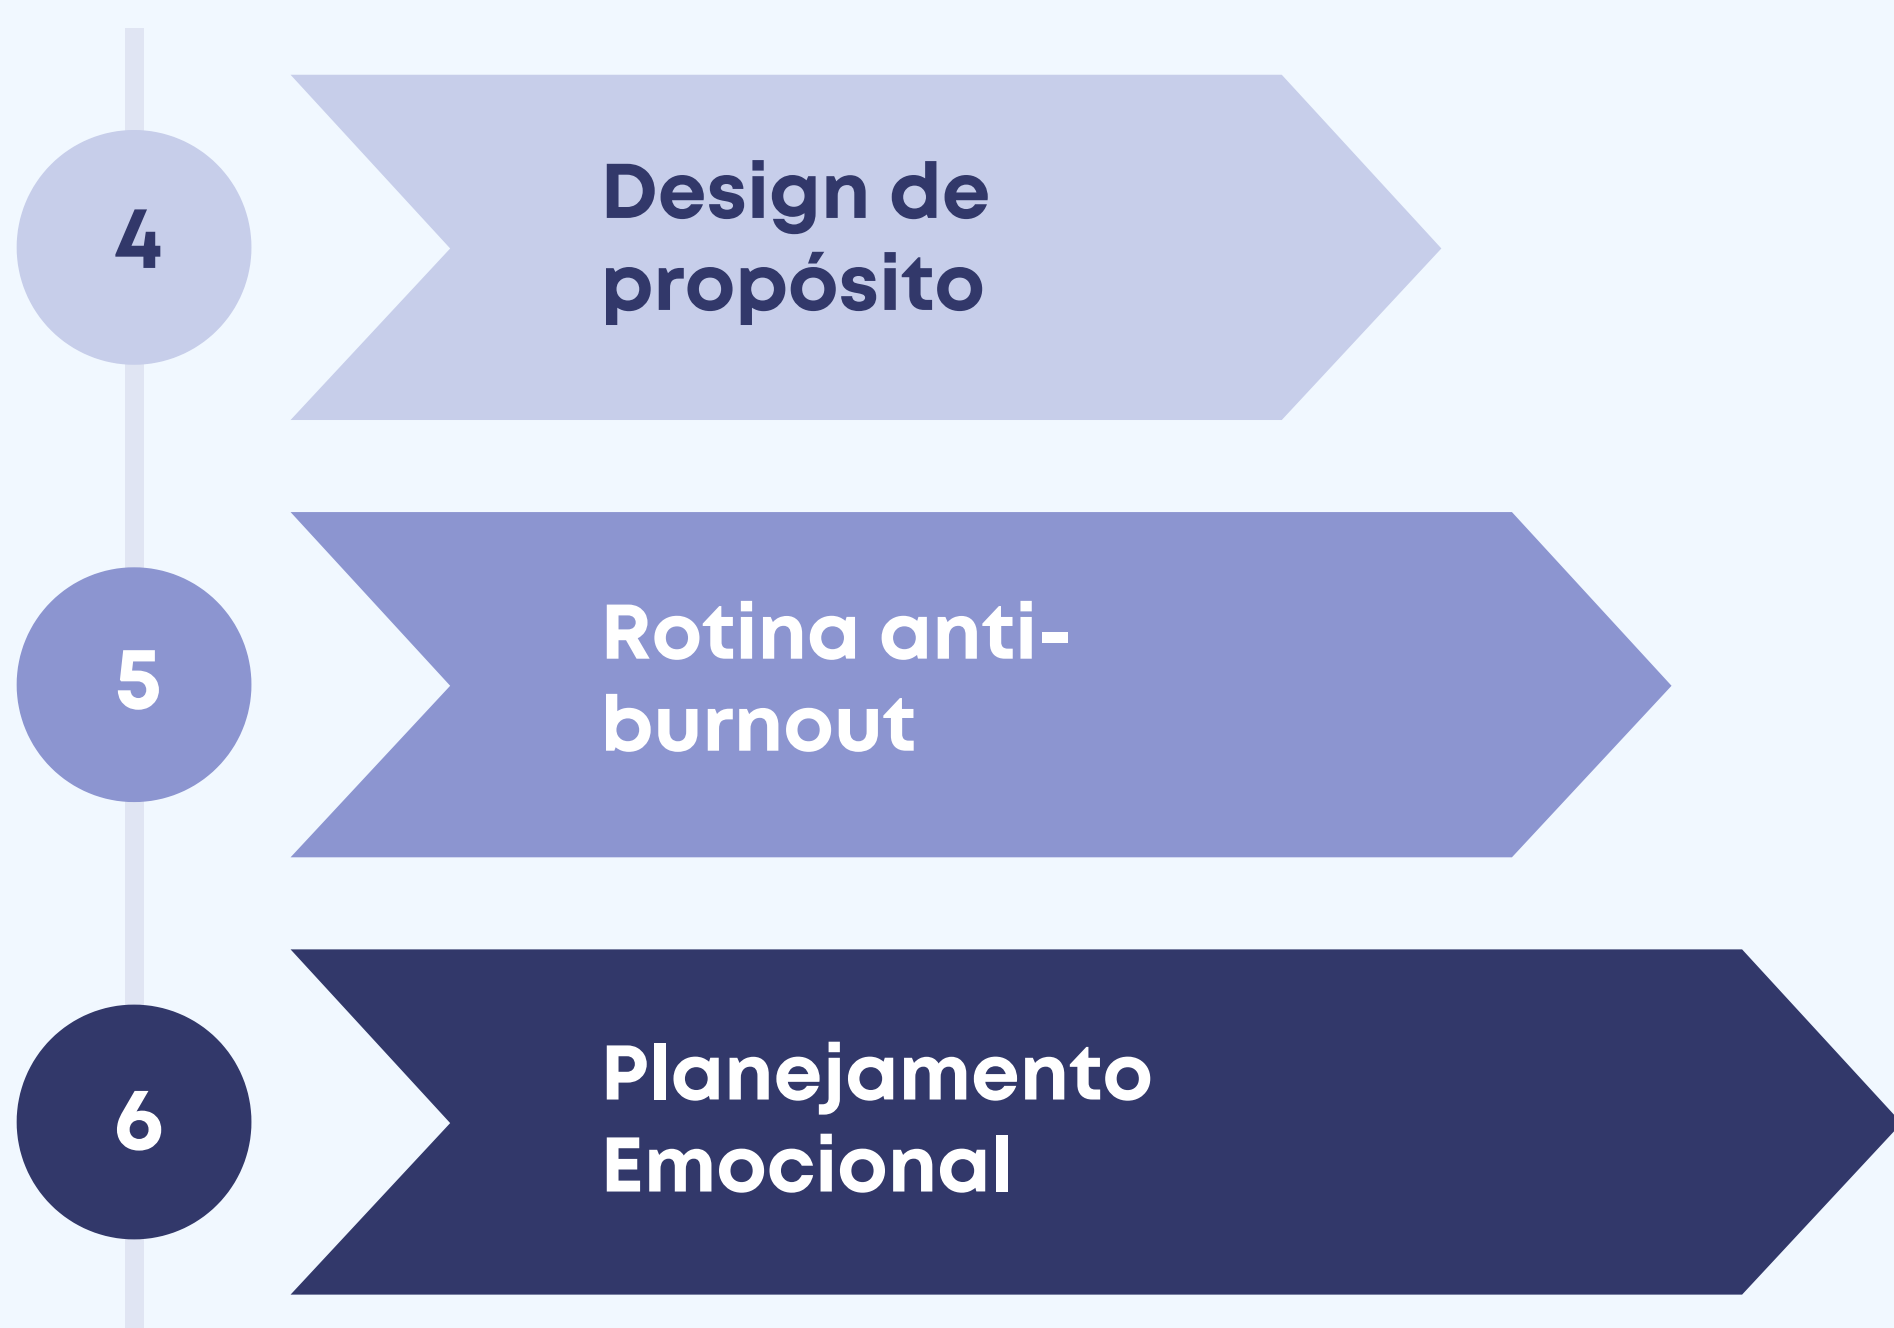 4
Design de
propósito
5
Rotina anti-
burnout
6
Planejamento
Emocional